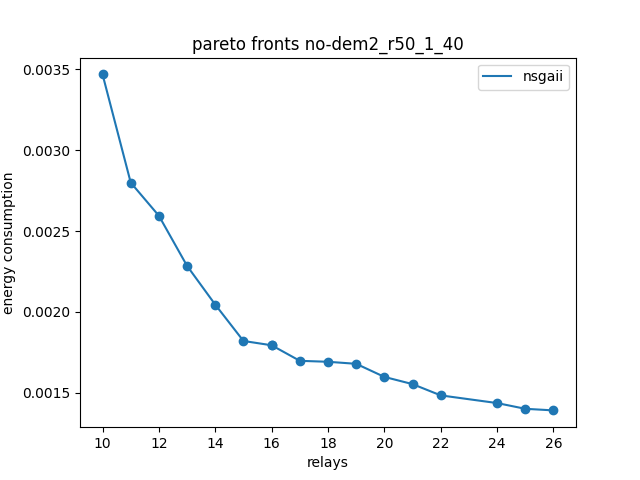 pareto fronts no-dem2_r50_1_40
nsgaii
energy consumption
0.0035
0.0030
0.0025
0.0020
0.0015
10 12 14 16 18 20 22 24 26
relays